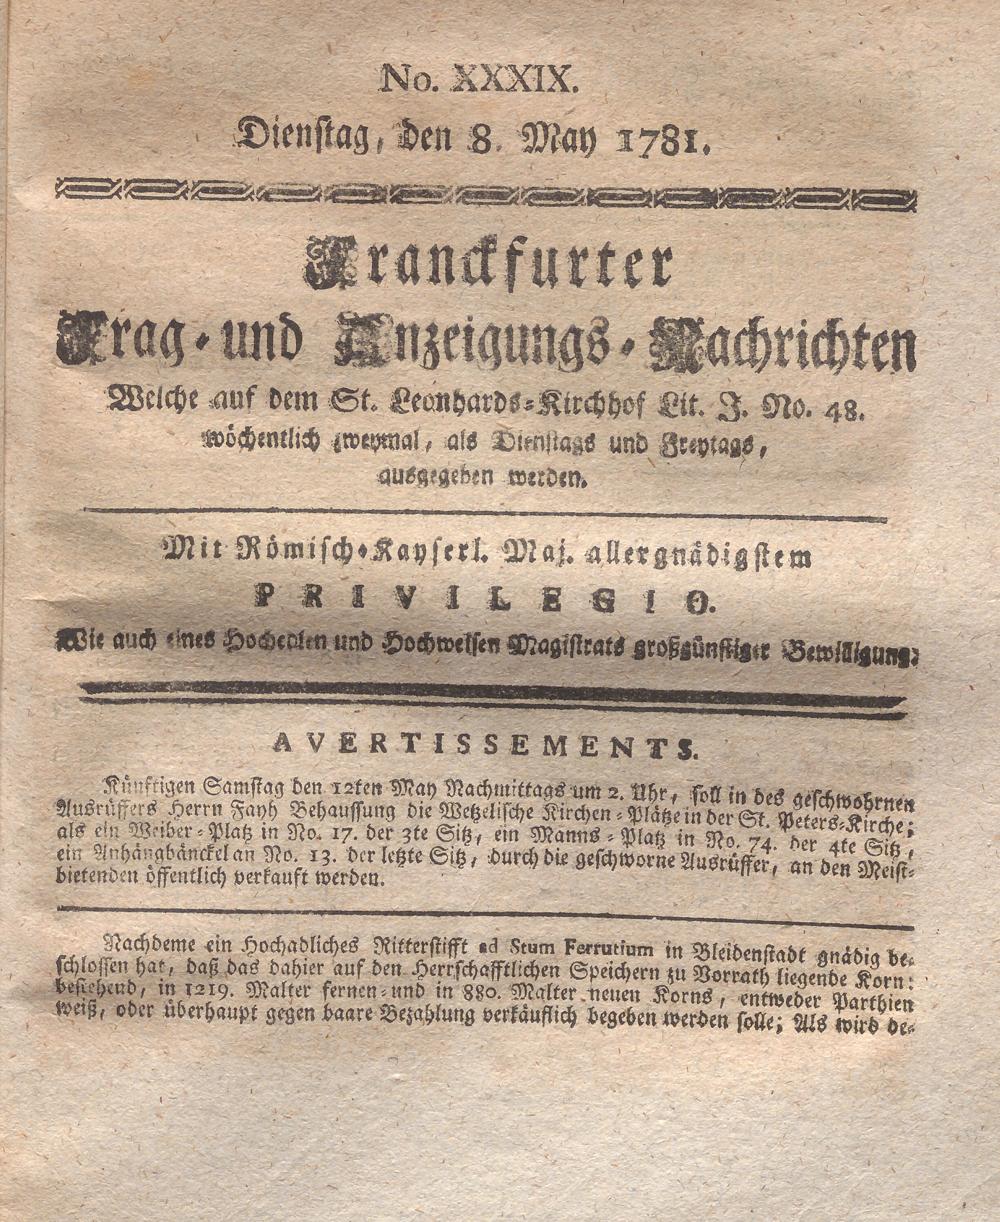 No. XXXIX.
Dienſtag, den 8. May 1781.
Franckfurter
Frag-und Anzeigungs-Nachrichten
Welche auf dem St. Leonhards-Kirchhof Lit. J. No. 48.
wöchentlich zweymal, als Dienſtags und Freytags,
ausgegeben werden.
Mit Römiſch-Kayſerl. Maj. allergnädigſtem
PRIVILEGIO.
Wie auch eines Hochedlen und Hochweiſen Magiſtrats großgünſtiger Bewilligung.
AVERTISSEMENTS.
Künftigen Samſtag den 12ten May Nachmittags um 2. Uhr, ſoll in des geſchwohrnen
Ausrüffers Herrn Fayh Behauſſung die Wetzeliſche Kirchen-Plätze in der St. Peters-Kirche;
als ein Weiber-Platz in No. 17. der 3te Sitz, ein Manns-Platz in No. 74. der 4te Sitz,
ein Anhängbänckel an No. 13. der letzte Sitz, durch die geſchworne Ausrüffer, an den Meiſt-
bietenden öffentlich verkauft werden.
Nachdeme ein Hochadliches Ritterſtifft ad Stum Ferrutium in Bleidenſtadt gnädig be-
ſchloſſen hat, daß das dahier auf den Herrſchafftlichen Speichern zu Vorrath liegende Korn:
beſtehend, in 1219. Malter fernen-und in 880. Malter neuen Korns, entweder Parthien
weiß, oder überhaupt gegen baare Bezahlung verkäuflich begeben werden ſolle; Als wird de-